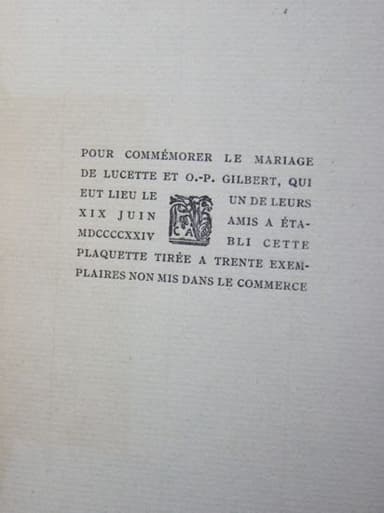 POUR COMMÉMORER LE MARIAGE
DE LUCETTE ET O.-P. GILBERT, QUI
EUT LIEU LE UN DE LEURS
XIX JUIN AMIS A ÉTA-
MDCCCCXXIV BLI CETTE
PLAQUETTE TIRÉE A TRENTE EXEM-
PLAIRES NON MIS DANS LE COMMERCE
CA